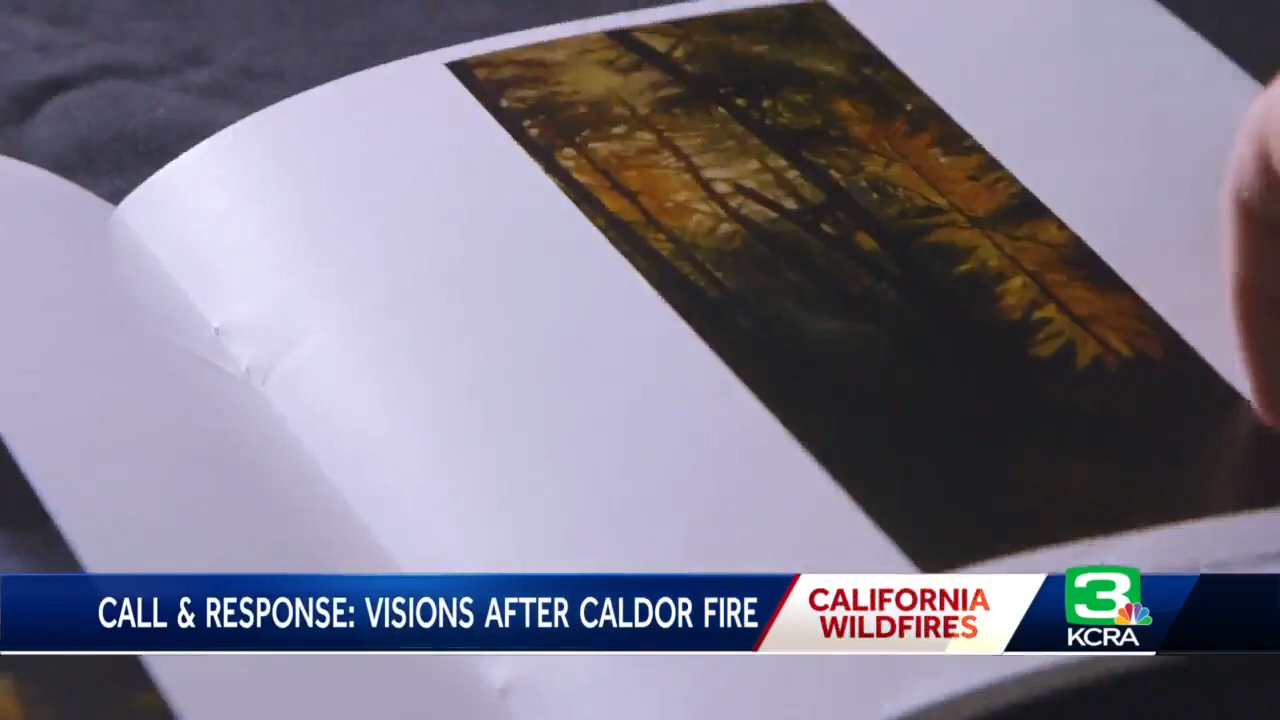 CALL & RESPONSE: VISIONS AFTER CALDOR FIRE
CALIFORNIA
WILDFIRES
3
KCRA